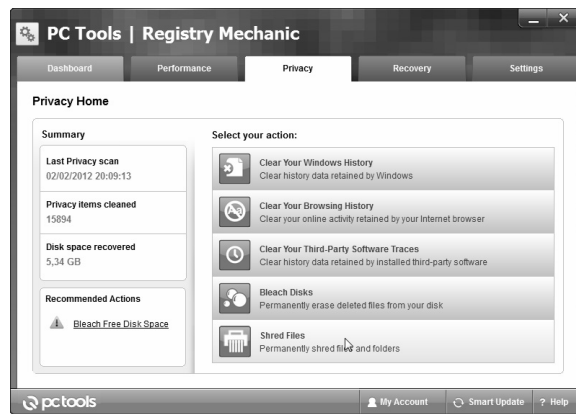 PC Tools | Registry Mechanic
Dashboard
Performance
Privacy
Recovery
Settings
Privacy Home
Summary
Last Privacy scan
02/02/2012 20:09:13
Privacy items cleaned
15894
Disk space recovered
5,34 GB
Recommended Actions
Bleach Free Disk Space
Select your action:
Clear Your Windows History
Clear history data retained by Windows
Clear Your Browsing History
Clear your online activity retained by your Internet browser
Clear Your Third-Party Software Traces
Clear history data retained by installed third-party software
Bleach Disks
Permanently erase deleted files from your disk
Shred Files
Permanently shred files and folders
pctools
My Account
Smart Update
? Help